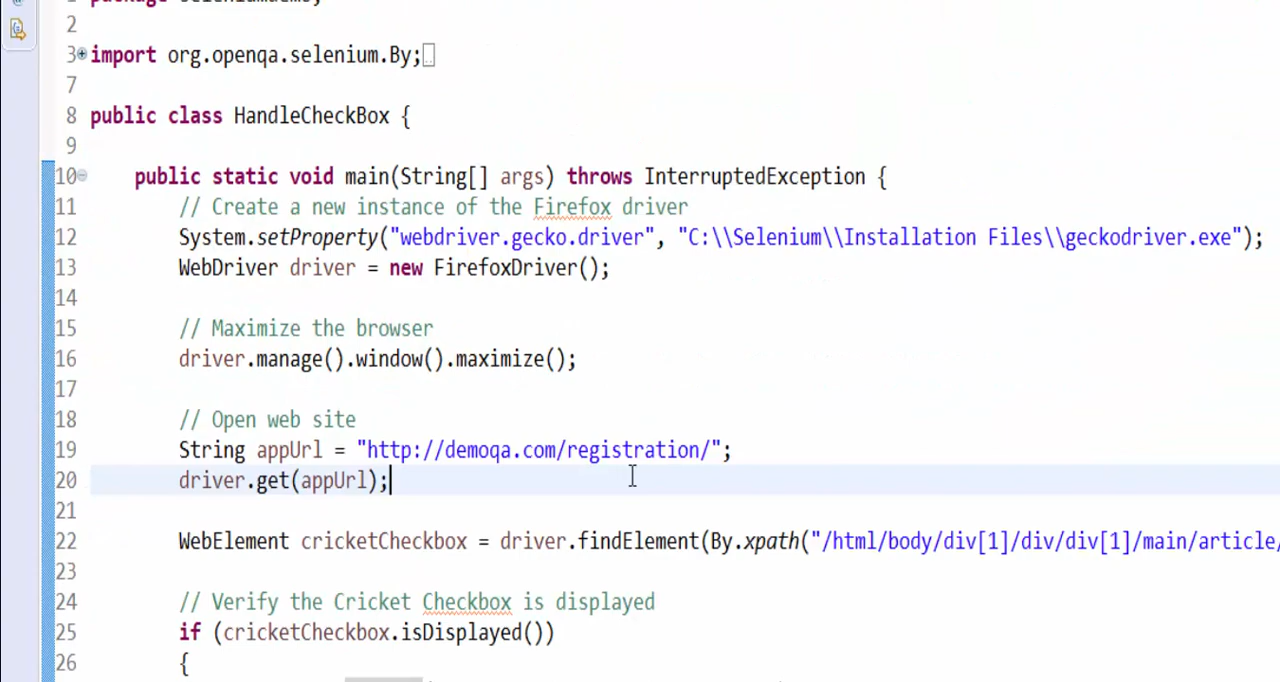 2
3 import org.openqa.selenium.By;
7
8 public class HandleCheckBox {
9
10 public static void main(String[] args) throws InterruptedException {
11 // Create a new instance of the Firefox driver
12 System.setProperty("webdriver.gecko.driver", "C:\\Selenium\\Installation Files\\geckodriver.exe");
13 WebDriver driver = new FirefoxDriver();
14
15 // Maximize the browser
16 driver.manage().window().maximize();
17
18 // Open web site
19 String appUrl = "http://demoqa.com/registration/";
20 driver.get(appUrl);
21
22 WebElement cricketCheckbox = driver.findElement(By.xpath("/html/body/div[1]/div/div[1]/main/article/
23
24 // Verify the Cricket Checkbox is displayed
25 if (cricketCheckbox.isDisplayed())
26 {